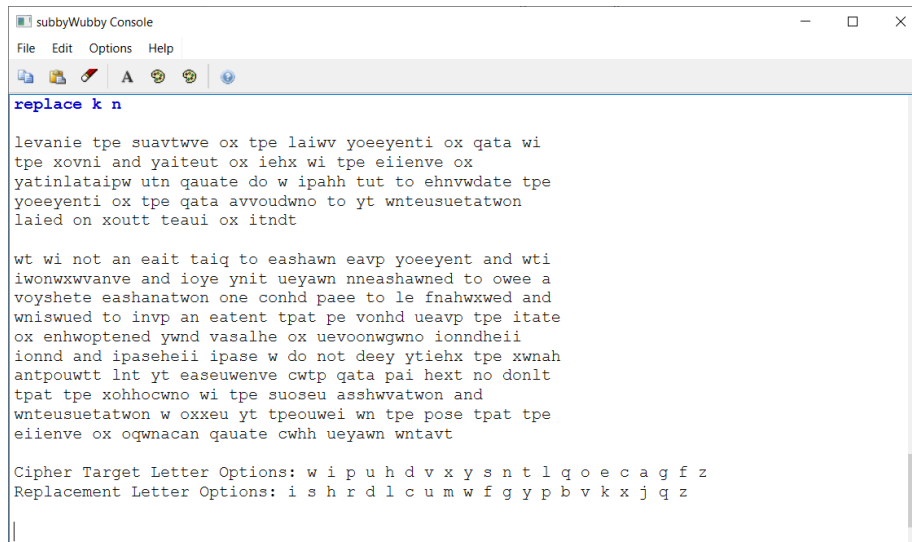 subbyWubby Console
File Edit Options Help
A
replace k n
levanie tpe suavtwve ox tpe laiwv yoeeyenti ox qata wi
tpe xovni and yaiteut ox iehx wi tpe eiienve ox
yatinlataipw utn qauate do w ipahh tut to ehnvwdate tpe
yoeeyenti ox tpe qata avvoudwno to yt wnteusuetatwon
laied on xoutt teaui ox itndt
wt wi not an eait taiq to eashawn eavp yoeeyent and wti
iwonwxwvanve and ioye ynit ueyawn nneashawned to owee a
voyshete eashanatwon one conhd paee to le fnahwxwed and
wniswued to invp an eatent tpat pe vonhd ueavp tpe itate
ox enhwoptened ywnd vasalhe ox uevoonwgwno ionndheii
ionnd and ipaseheii ipase w do not deey ytiehx tpe xwnah
antpouwtt lnt yt easeuwenve cwtp qata pai hext no donlt
tpat tpe xohhocwno wi tpe suoseu asshwvatwon and
wnteusuetatwon w oxxeu yt tpeouwei wn tpe pose tpat tpe
eiienve ox oqwnacan qauate cwhh ueyawn wntavt
Cipher Target Letter Options: w i p u h d v x y s n t l q o e c a g f z
Replacement Letter Options: i s h r d l c u m w f g y p b v k x j q z